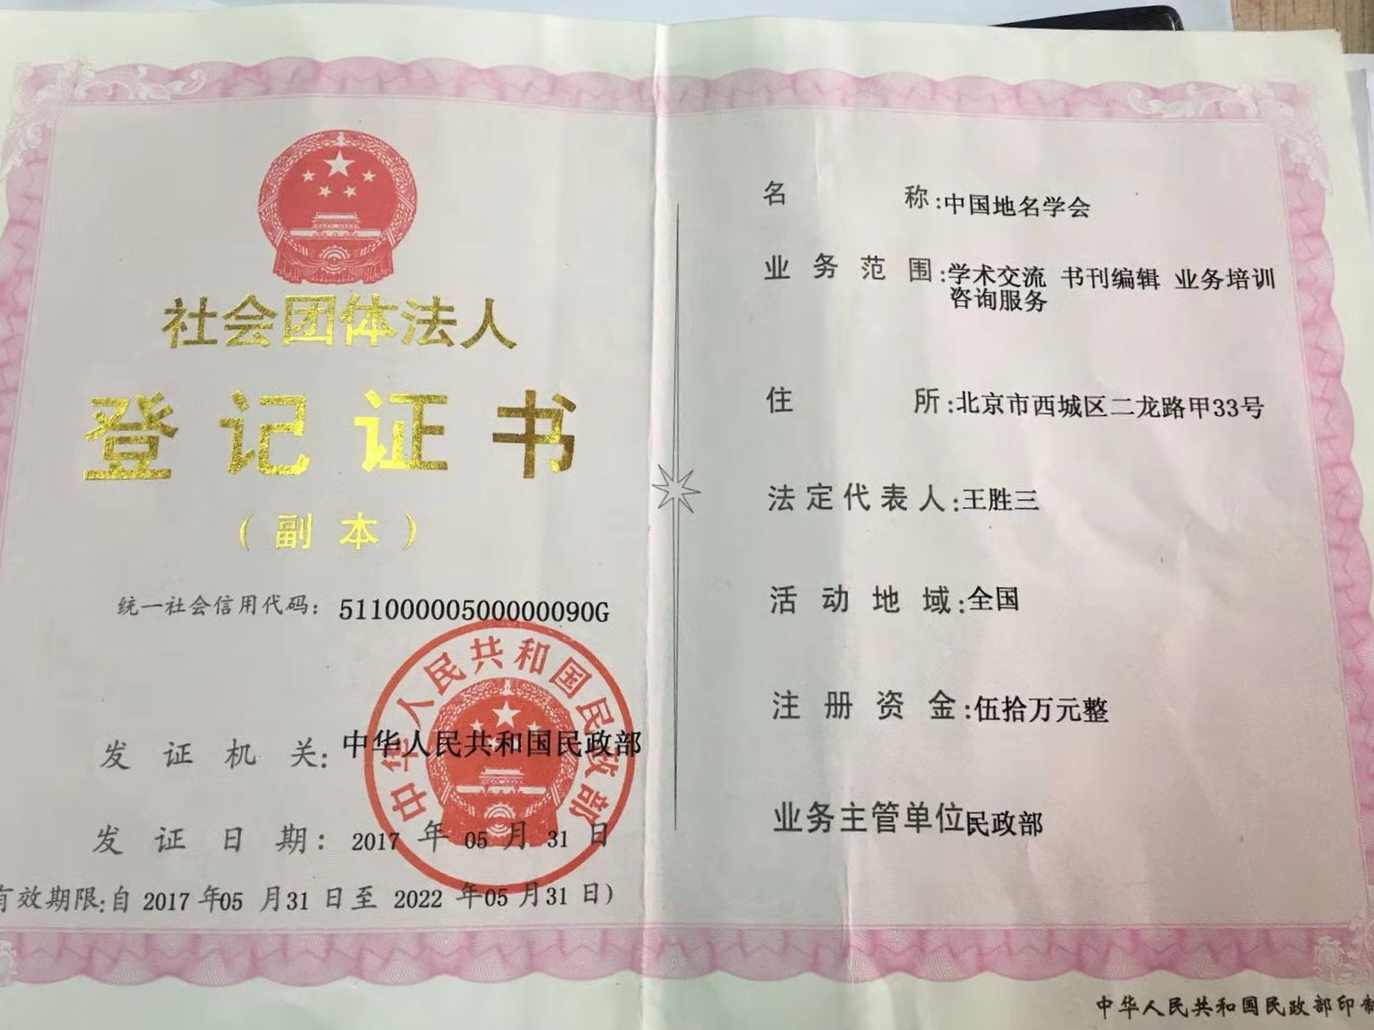 社会团体法人
登记证书
（副本）
统一社会信用代码：51100000500000090G
发证机关：中华人民共和国民政部
发证日期：2017年05月31日
有效期限:自2017年05月31日至2022年05月31日)
中华人民共和国民政部
名称:中国地名学会
业务范围:学术交流 书刊编辑 业务培训
咨询服务
住所:北京市西城区二龙路甲33号
法定代表人:王胜三
活动地域:全国
注册资金:伍拾万元整
业务主管单位民政部
中华人民共和国民政部印制